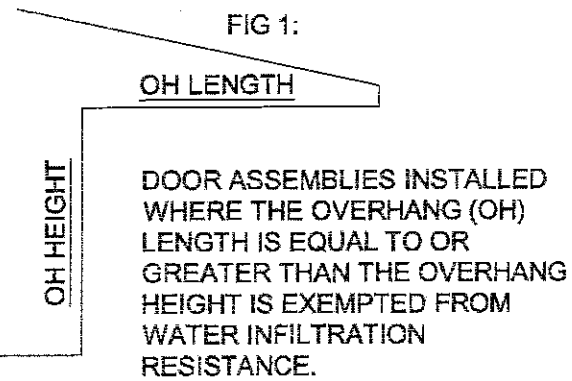 FIG 1:
OH LENGTH
OH HEIGHT
DOOR ASSEMBLIES INSTALLED
WHERE THE OVERHANG (OH)
LENGTH IS EQUAL TO OR
GREATER THAN THE OVERHANG
HEIGHT IS EXEMPTED FROM
WATER INFILTRATION
RESISTANCE.